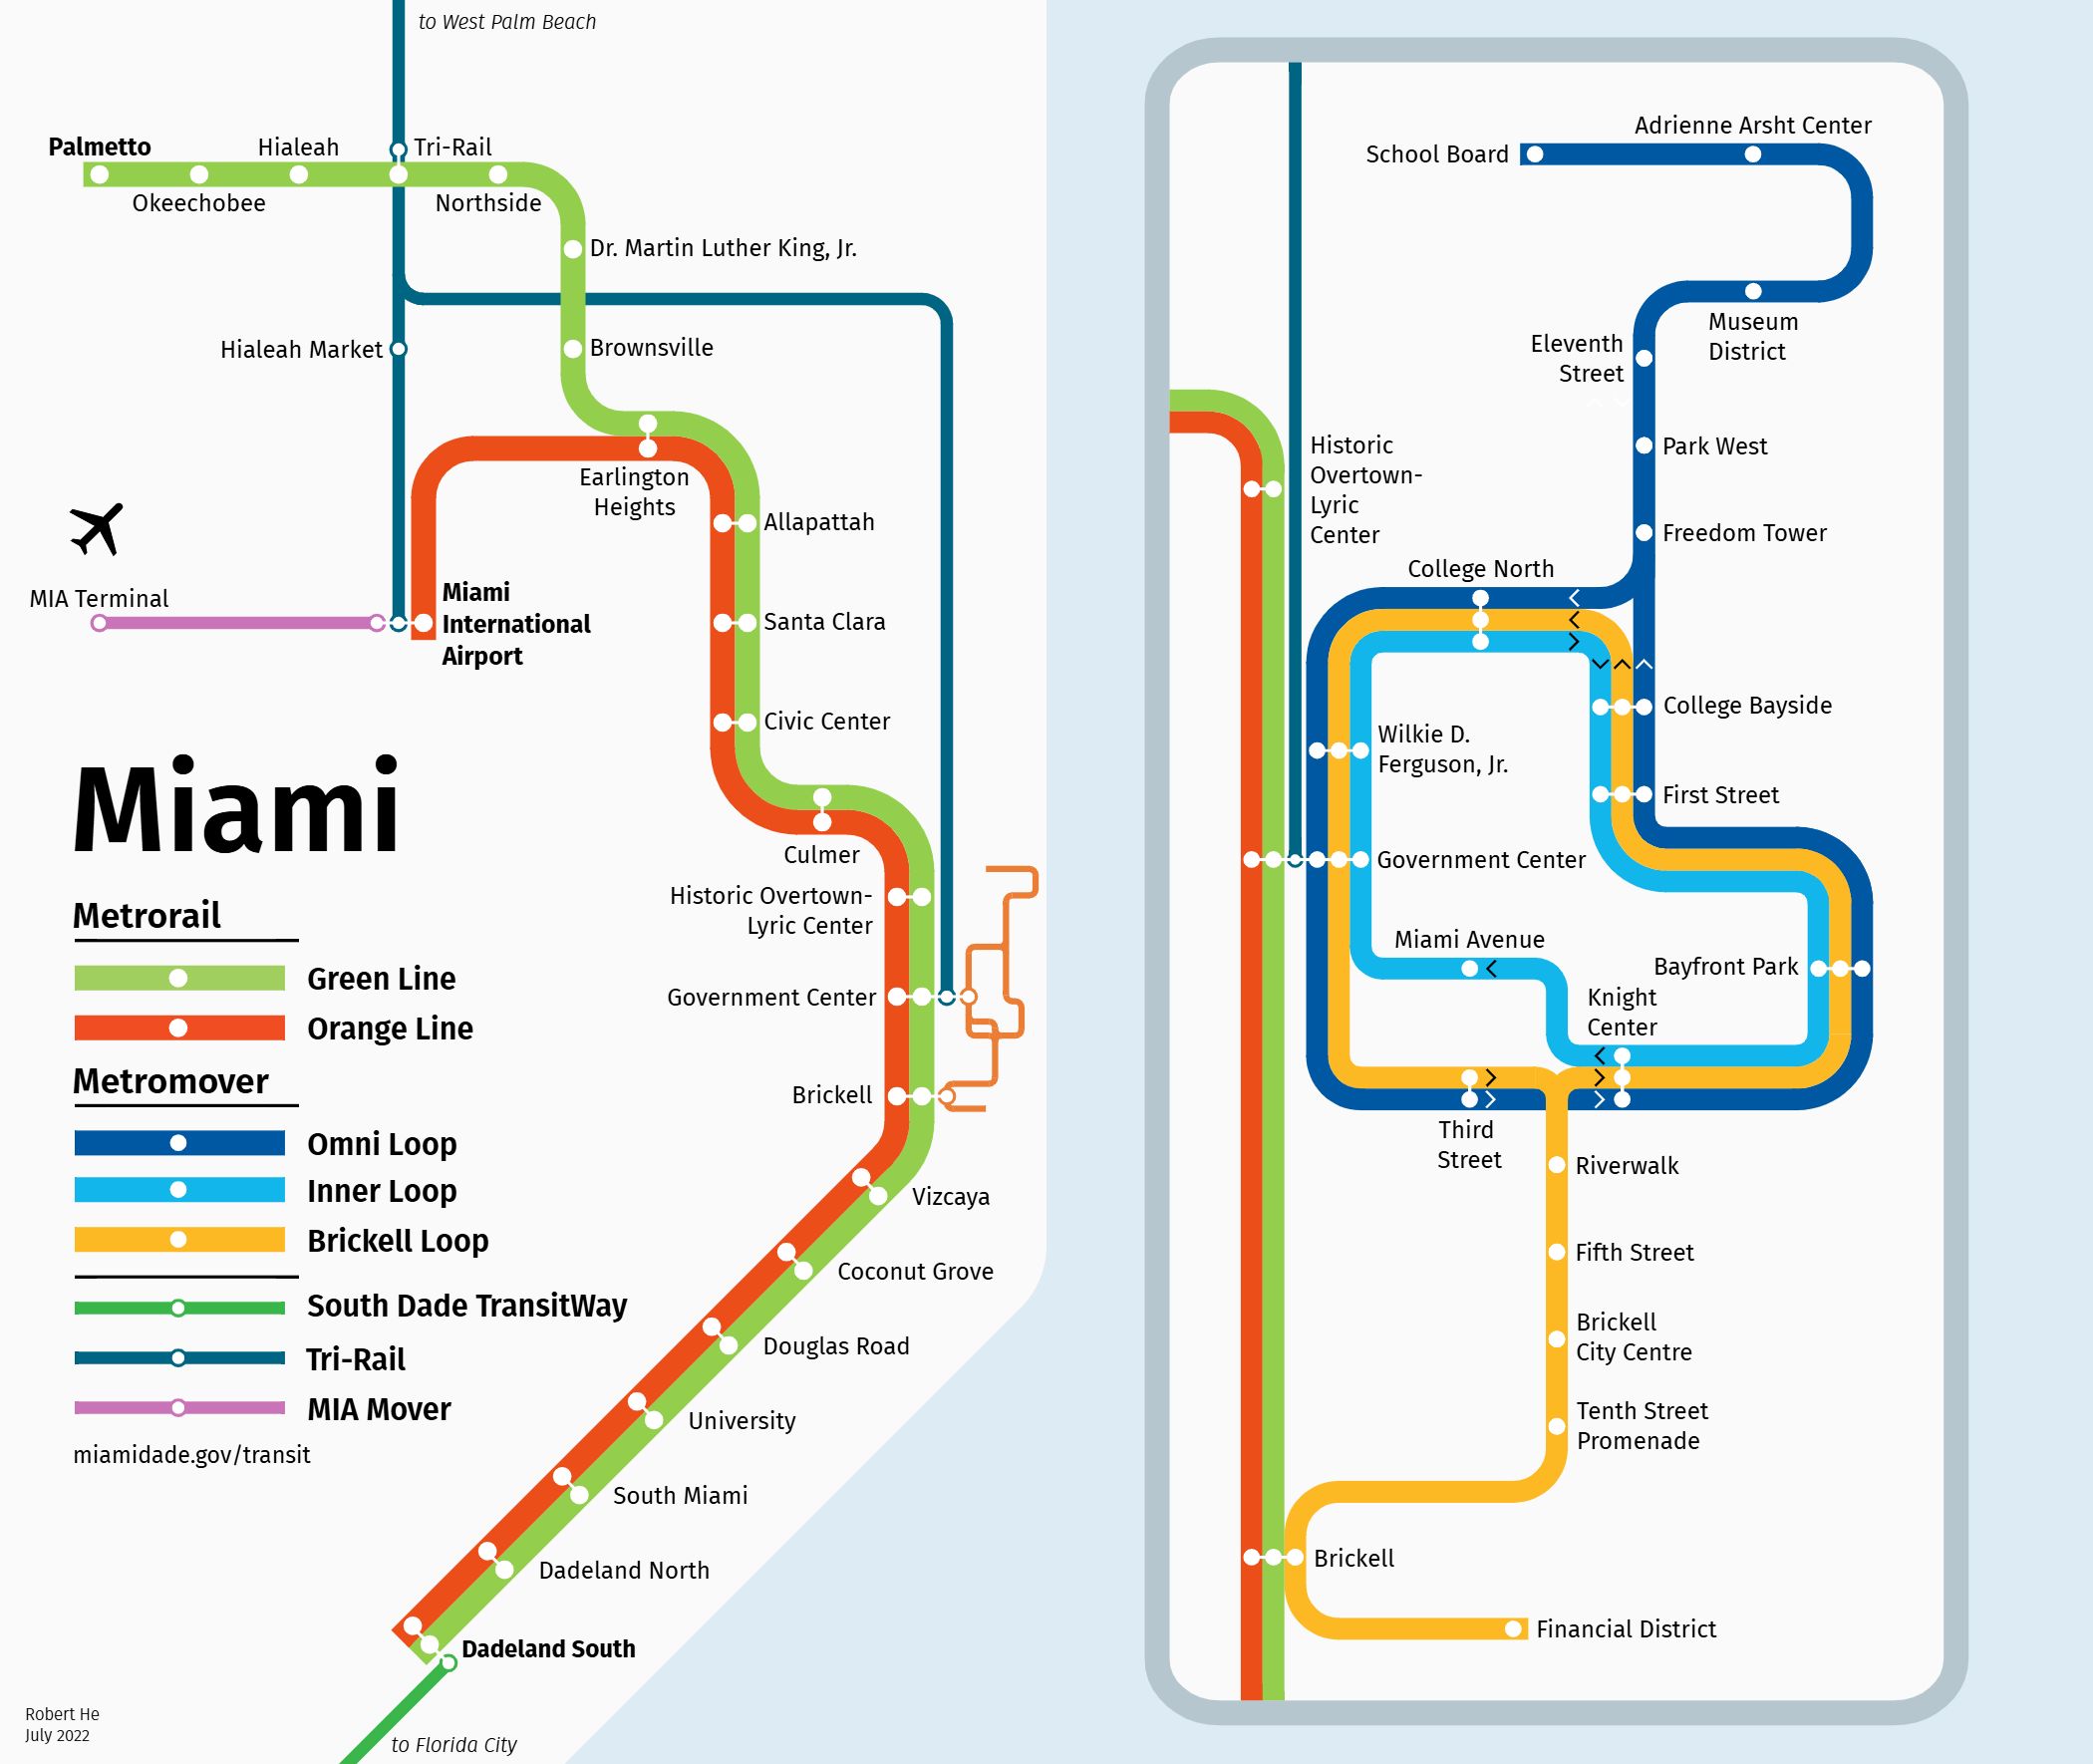 to West Palm Beach
Palmetto
Hialeah
Tri-Rail
Okeechobee
Northside
Dr. Martin Luther King, Jr.
Hialeah Market
Brownsville
Earlington
Heights
Allapattah
MIA Terminal
Miami
International
Airport
Santa Clara
Civic Center
Culmer
Historic Overtown-
Lyric Center
Government Center
Brickell
Vizcaya
Coconut Grove
Douglas Road
University
South Miami
Dadeland North
Dadeland South
to Florida City
Miami
Metrorail
Green Line
Orange Line
Metromover
Omni Loop
Inner Loop
Brickell Loop
South Dade TransitWay
Tri-Rail
MIA Mover
miamidade.gov/transit
Robert He
July 2022
Adrienne Arsht Center
School Board
Museum
District
Eleventh
Street
Park West
Historic
Overtown-
Lyric
Center
Freedom Tower
College North
College Bayside
Wilkie D.
Ferguson, Jr.
First Street
Government Center
Miami Avenue
Bayfront Park
Knight
Center
Third
Street
Riverwalk
Fifth Street
Brickell
City Centre
Tenth Street
Promenade
Brickell
Financial District